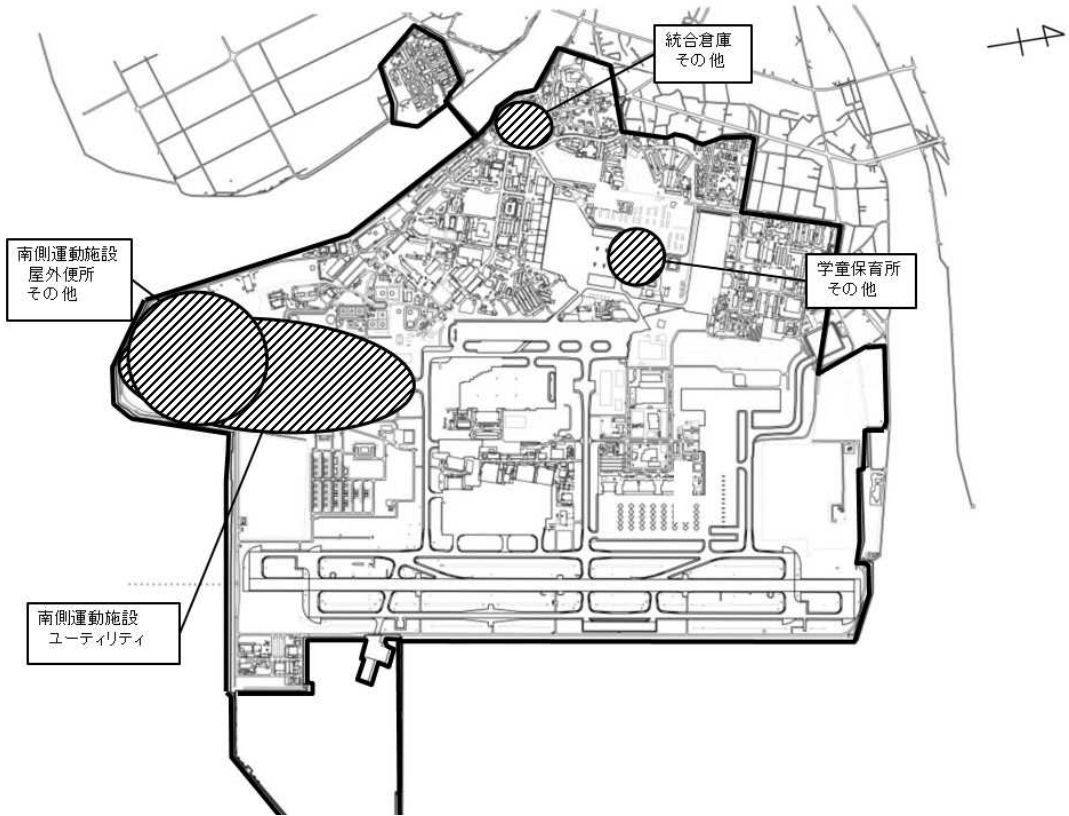 統合倉庫
その他
南側運動施設
屋外便所
その他
学童保育所
その他
南側運動施設
ユーティリティ